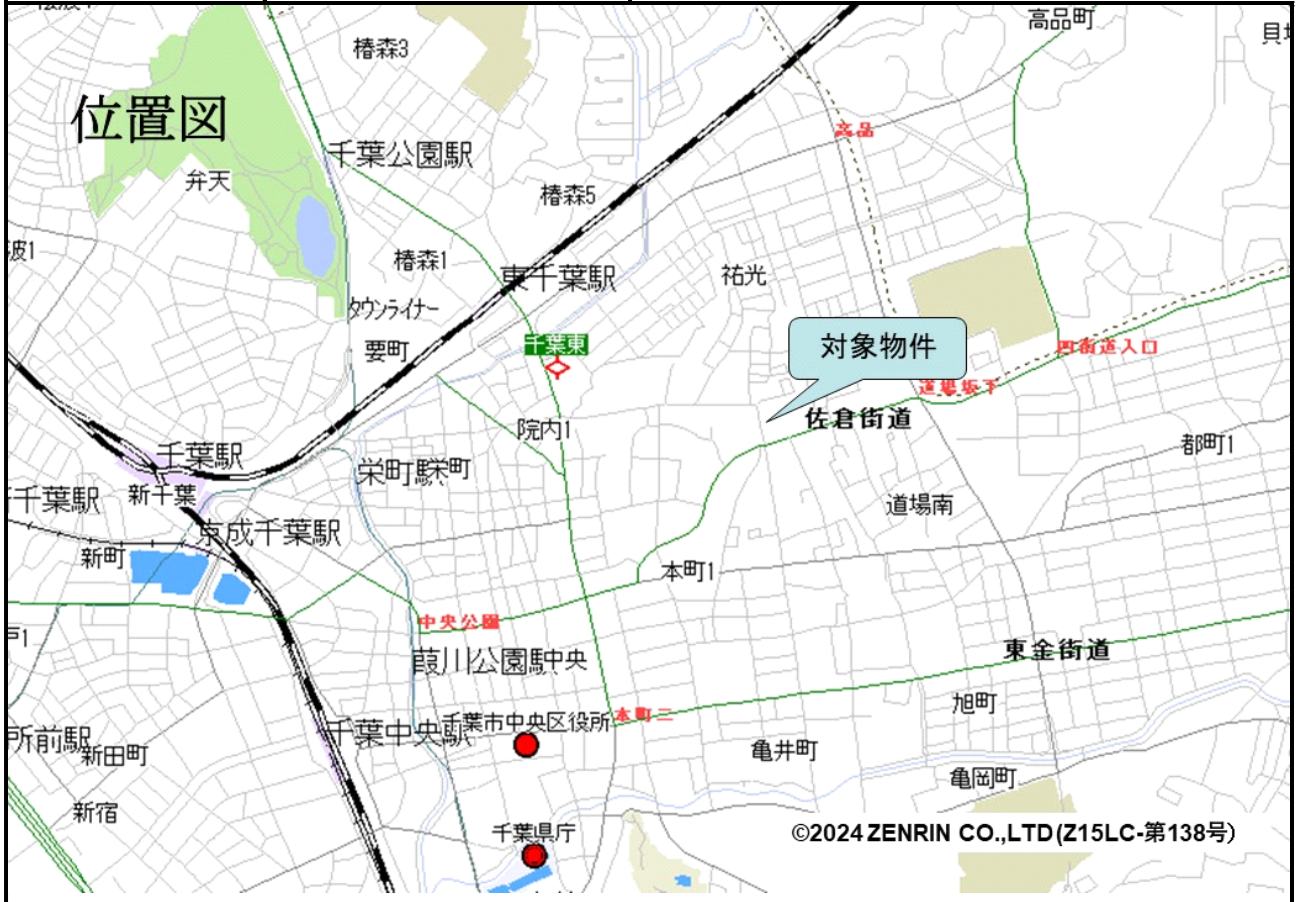 高品町
椿森3
位置図
高品
千葉公園駅
弁天
椿森5
波1
椿森1
東千葉駅
祐光
タウンライナー
千葉東
要町
対象物件
四街道入口
道場坂下
佐倉街道
院内1
都町1
千葉駅
栄町駅
栄町
新千葉
千葉駅
道場南
京成千葉駅
新町
本町1
中央公園
戸1
東金街道
葭川公園駅
中央
旭町
本町二
千葉市中央区役所
千葉中央駅
所前駅
新田町
亀井町
亀岡町
新宿
千葉県庁
©2024 ZENRIN CO.,LTD(Z15LC-第138号)